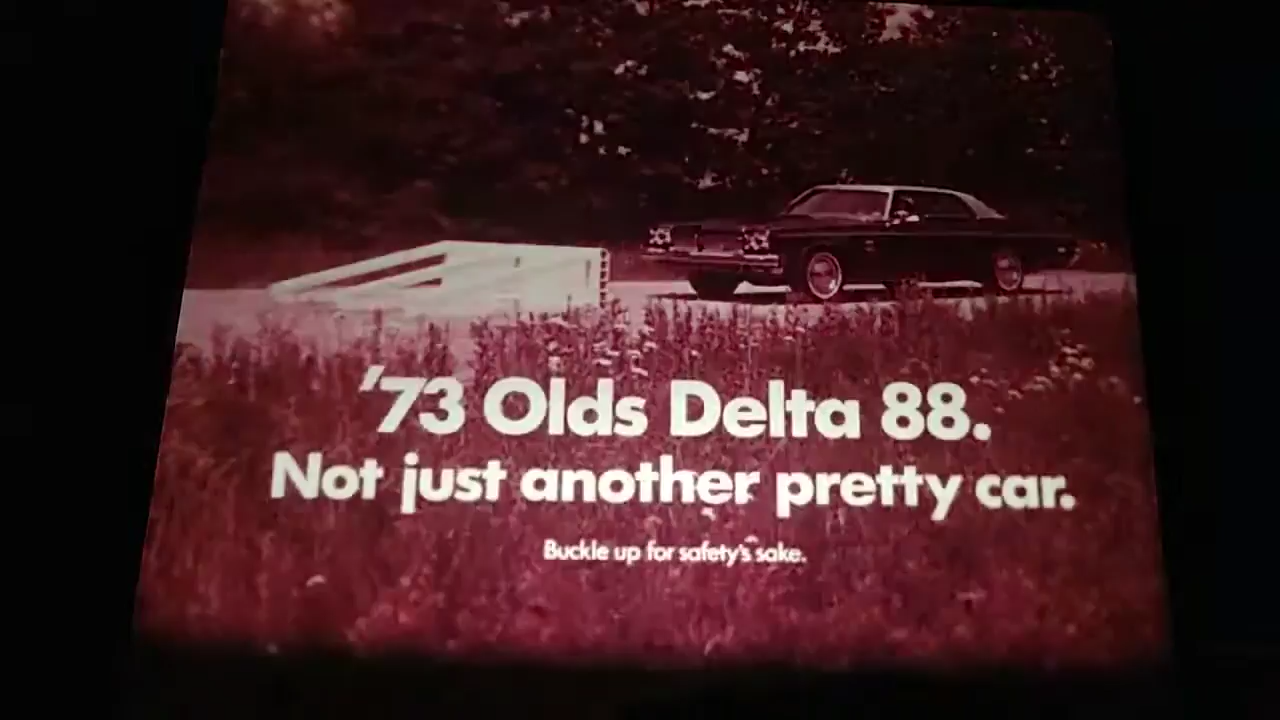 '73 Olds Delta 88.
Not just another pretty car.
Buckle up for safety's sake.